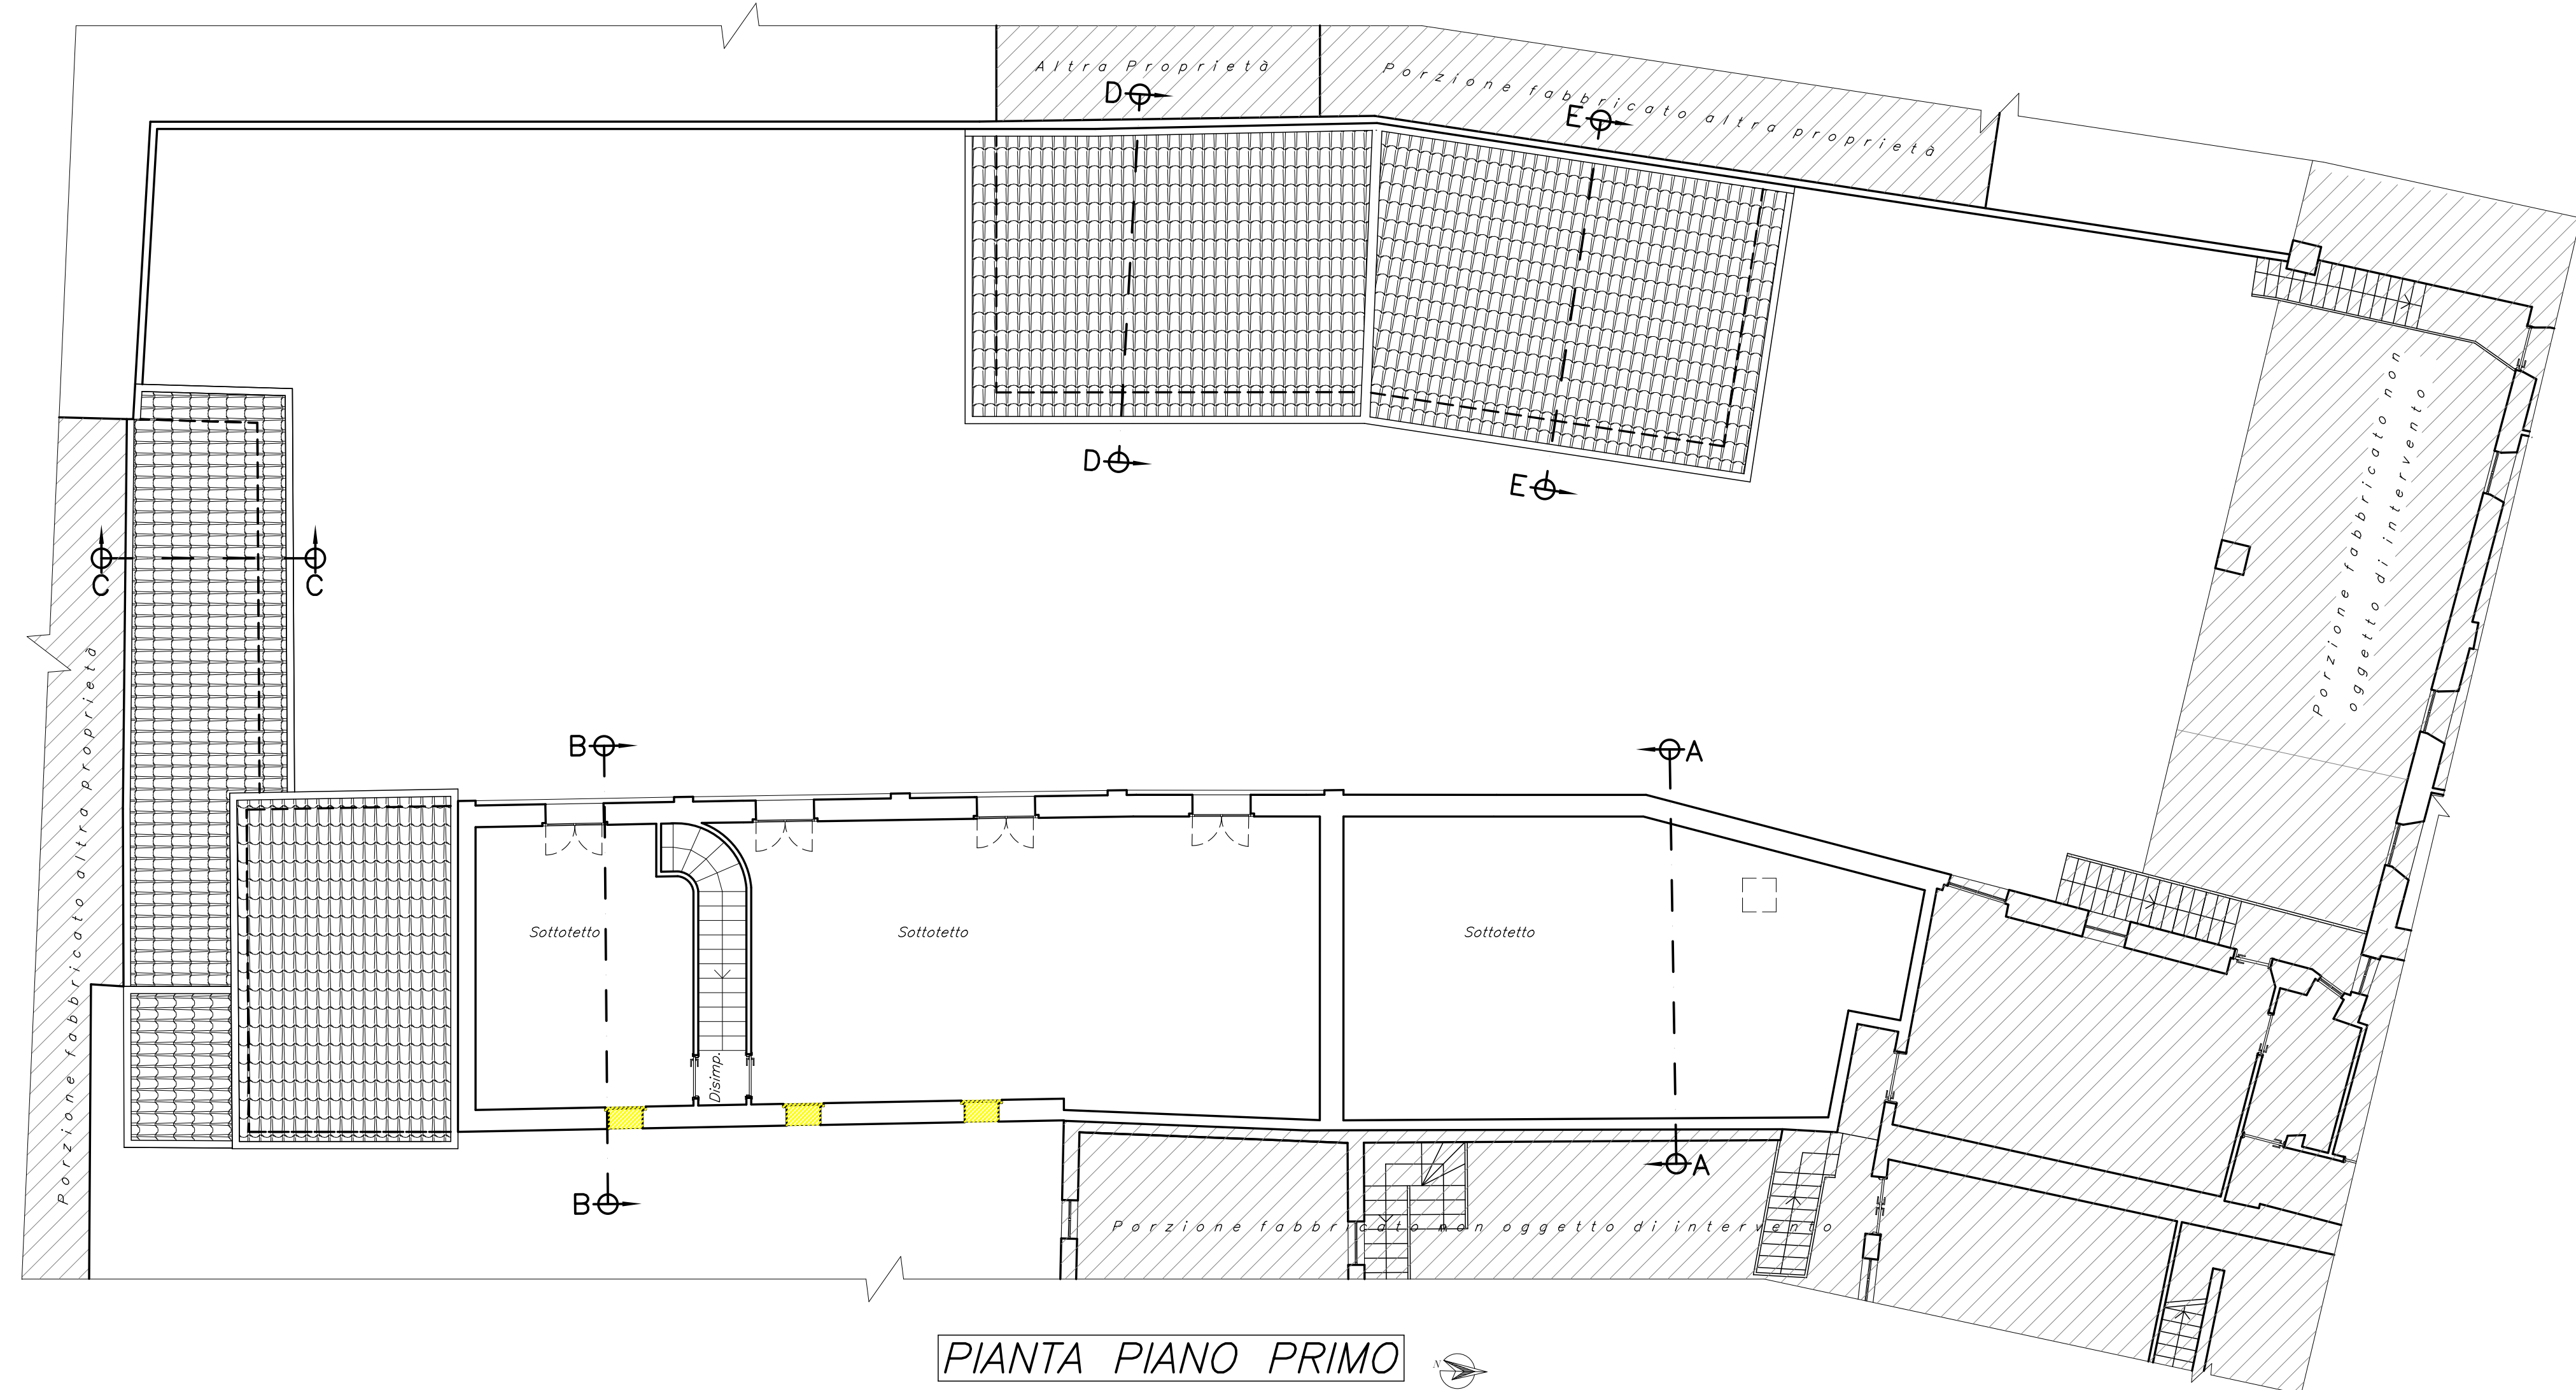 Altra Proprietà
Porzione fabbricato altra proprietà
D
E
D
E
Porzione fabbricato non
oggetto di intervento
C
C
Porzione fabbricato altra proprietà
B
A
Sottotetto
Sottotetto
Sottotetto
Disimp.
B
A
Porzione fabbricato non oggetto di intervento
PIANTA PIANO PRIMO
N